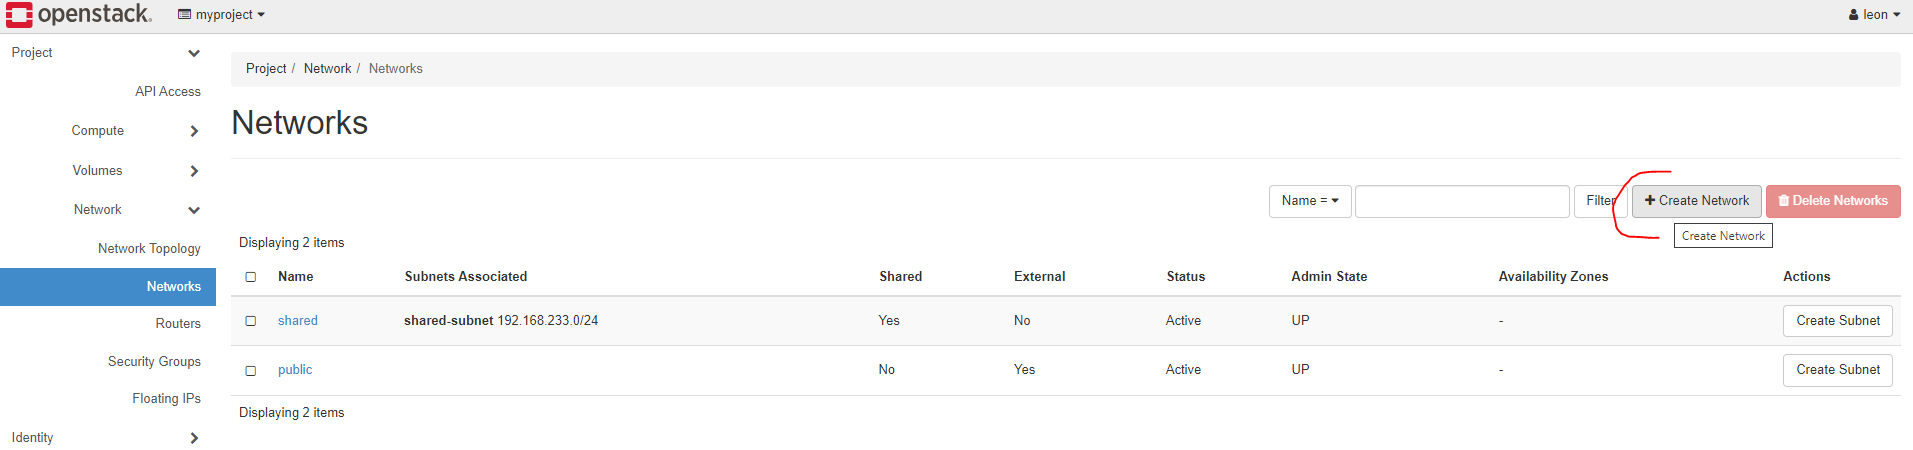 openstack. myproject leon
Project
API Access
Compute
Volumes
Network
Network Topology
Networks
Routers
Security Groups
Floating IPs
Identity
Project / Network / Networks
Networks
Name = Filter + Create Network Delete Networks
Create Network
Displaying 2 items
Name Subnets Associated Shared External Status Admin State Availability Zones Actions
shared shared-subnet 192.168.233.0/24 Yes No Active UP - Create Subnet
public No Yes Active UP - Create Subnet
Displaying 2 items